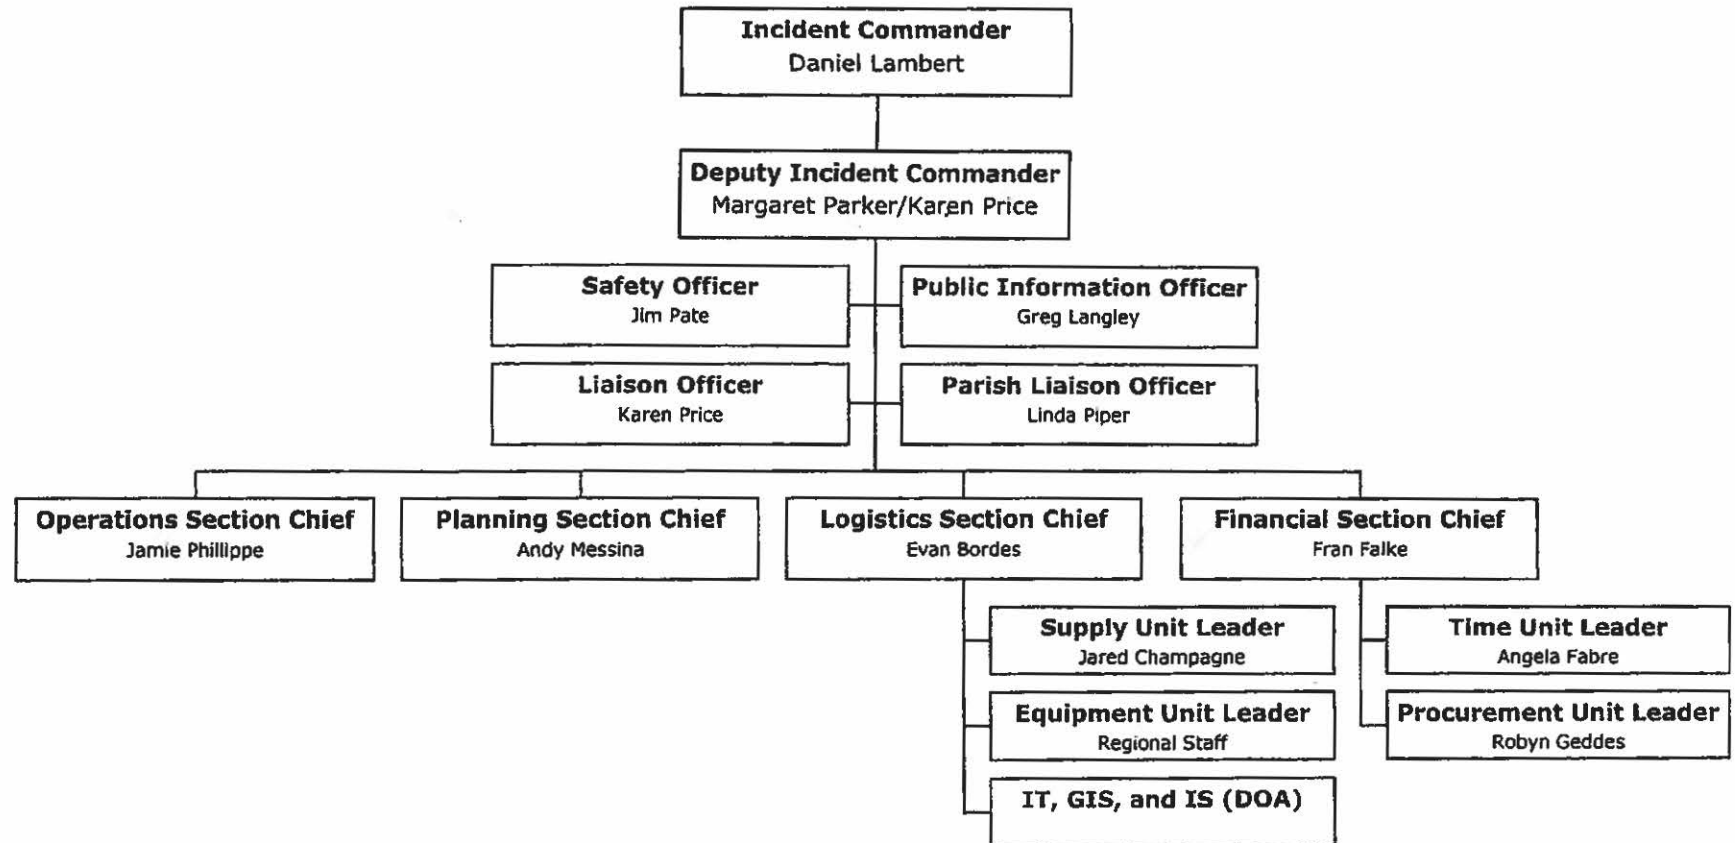 Incident Commander
Daniel Lambert
Deputy Incident Commander
Margaret Parker/Karen Price
Safety Officer
Jim Pate
Public Information Officer
Greg Langley
Liaison Officer
Karen Price
Parish Liaison Officer
Linda Piper
Operations Section Chief
Jamie Phillippe
Planning Section Chief
Andy Messina
Logistics Section Chief
Evan Bordes
Financial Section Chief
Fran Falke
Supply Unit Leader
Jared Champagne
Time Unit Leader
Angela Fabre
Equipment Unit Leader
Regional Staff
Procurement Unit Leader
Robyn Geddes
IT, GIS, and IS (DOA)